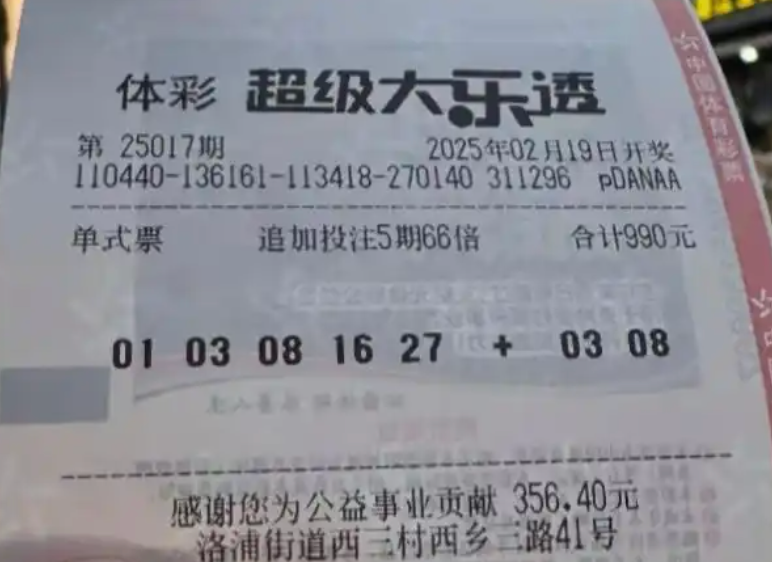 体彩 超级大乐透
第 25017期 2025年02月19日开奖
110440-136161-113418-270140 311296 pDANAA
单式票 追加投注5期66倍 合计990元
01 03 08 16 27 + 03 08
感谢您为公益事业贡献 356.40元
洛浦街道西三村西乡三路41号
中国体育彩票